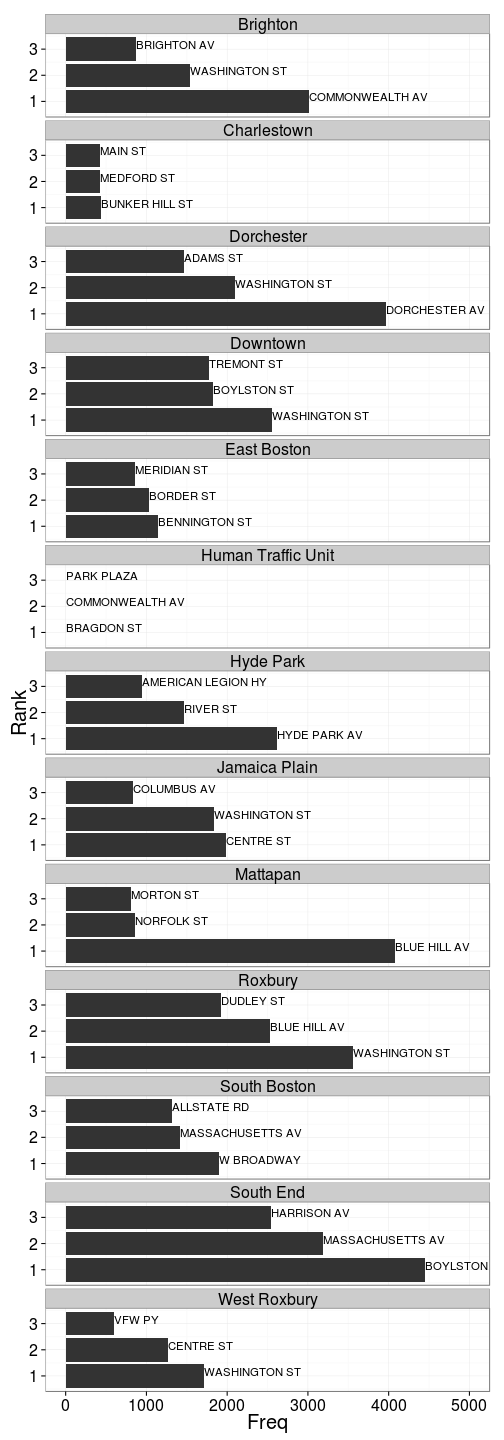 Brighton
3 BRIGHTON AV
2 WASHINGTON ST
1 COMMONWEALTH AV
Charlestown
3 MAIN ST
2 MEDFORD ST
1 BUNKER HILL ST
Dorchester
3 ADAMS ST
2 WASHINGTON ST
1 DORCHESTER AV
Downtown
3 TREMONT ST
2 BOYLSTON ST
1 WASHINGTON ST
East Boston
3 MERIDIAN ST
2 BORDER ST
1 BENNINGTON ST
Human Traffic Unit
3 PARK PLAZA
2 COMMONWEALTH AV
1 BRAGDON ST
Hyde Park
3 AMERICAN LEGION HY
2 RIVER ST
1 HYDE PARK AV
Rank
Jamaica Plain
3 COLUMBUS AV
2 WASHINGTON ST
1 CENTRE ST
Mattapan
3 MORTON ST
2 NORFOLK ST
1 BLUE HILL AV
Roxbury
3 DUDLEY ST
2 BLUE HILL AV
1 WASHINGTON ST
South Boston
3 ALLSTATE RD
2 MASSACHUSETTS AV
1 W BROADWAY
South End
3 HARRISON AV
2 MASSACHUSETTS AV
1 BOYLSTON
West Roxbury
3 VFW PY
2 CENTRE ST
1 WASHINGTON ST
0 1000 2000 3000 4000 5000
Freq